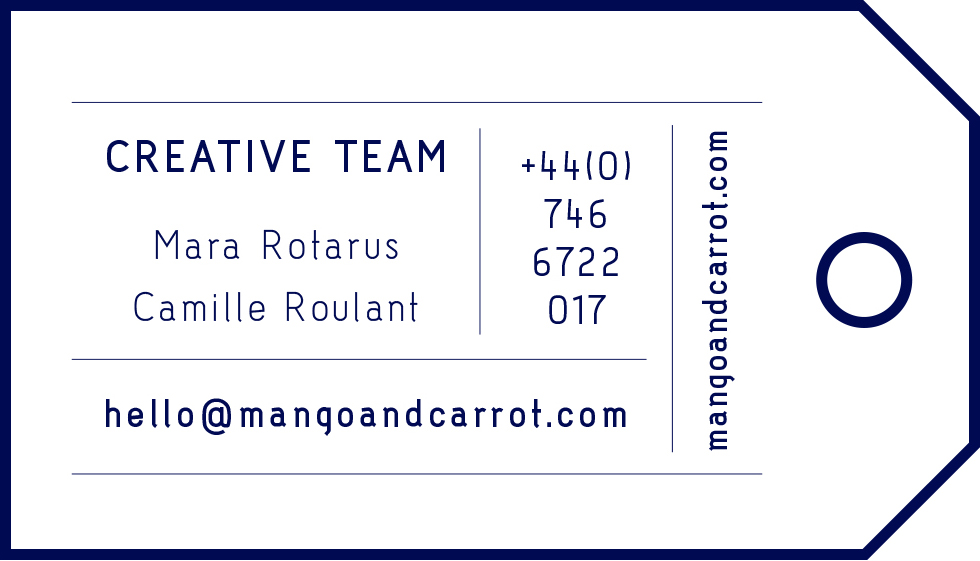 CREATIVE TEAM
Mara Rotarus
Camille Roulant
+44(0)
746
6722
017
hello@mangoandcarrot.com
mangoandcarrot.com